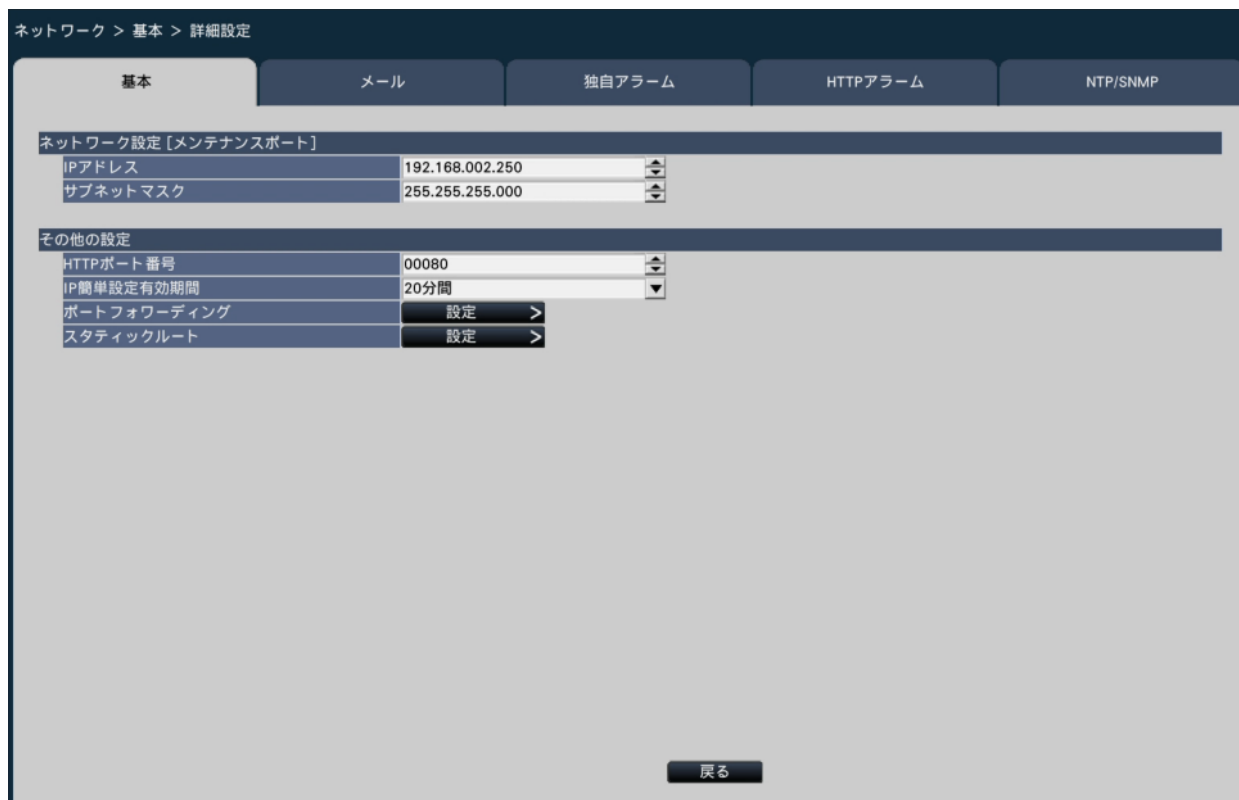 ネットワーク > 基本 > 詳細設定
基本 メール 独自アラーム HTTPアラーム NTP/SNMP
ネットワーク設定 [メンテナンスポート]
IPアドレス 192.168.002.250
サブネットマスク 255.255.255.000
その他の設定
HTTPポート番号 00080
IP簡単設定有効期間 20分間
ポートフォワーディング 設定 >
スタティックルート 設定 >
戻る